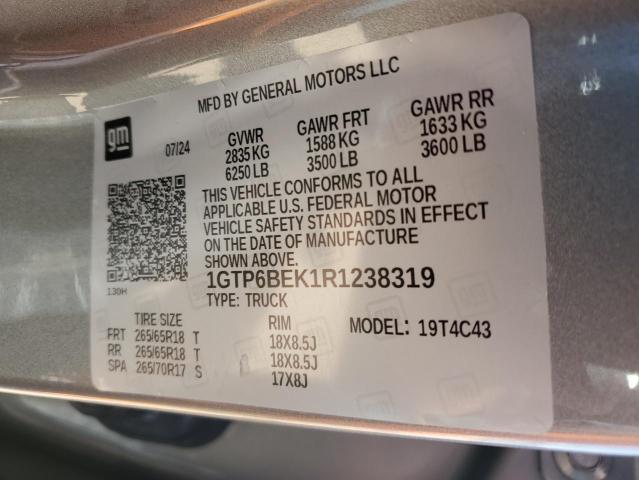 MFD BY GENERAL MOTORS LLC
gm
07/24
GVWR GAWR FRT GAWR RR
2835 KG 1588 KG 1633 KG
6250 LB 3500 LB 3600 LB
THIS VEHICLE CONFORMS TO ALL
APPLICABLE U.S. FEDERAL MOTOR
VEHICLE SAFETY STANDARDS IN EFFECT
ON THE DATE OF MANUFACTURE
SHOWN ABOVE.
130H
1GTP6BEK1R1238319
TYPE: TRUCK
TIRE SIZE RIM MODEL: 19T4C43
FRT 265/65R18 T 18X8.5J
RR 265/65R18 T 18X8.5J
SPA 265/70R17 S 17X8J